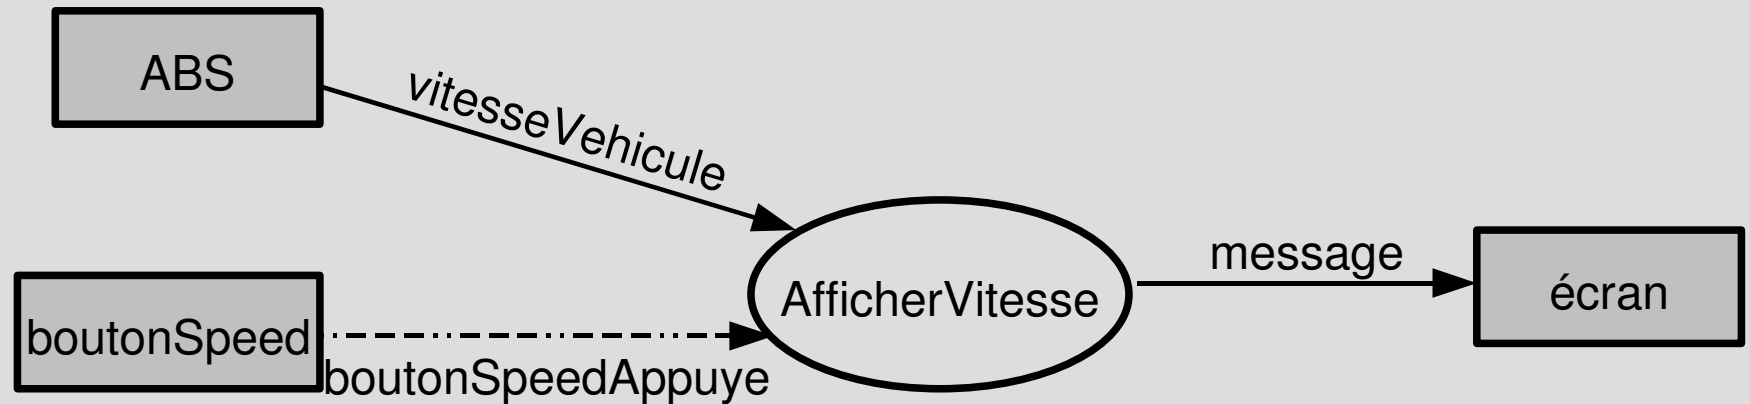 ABS
vitesseVehicule
boutonSpeed
boutonSpeedAppuye
AfficherVitesse
message
écran